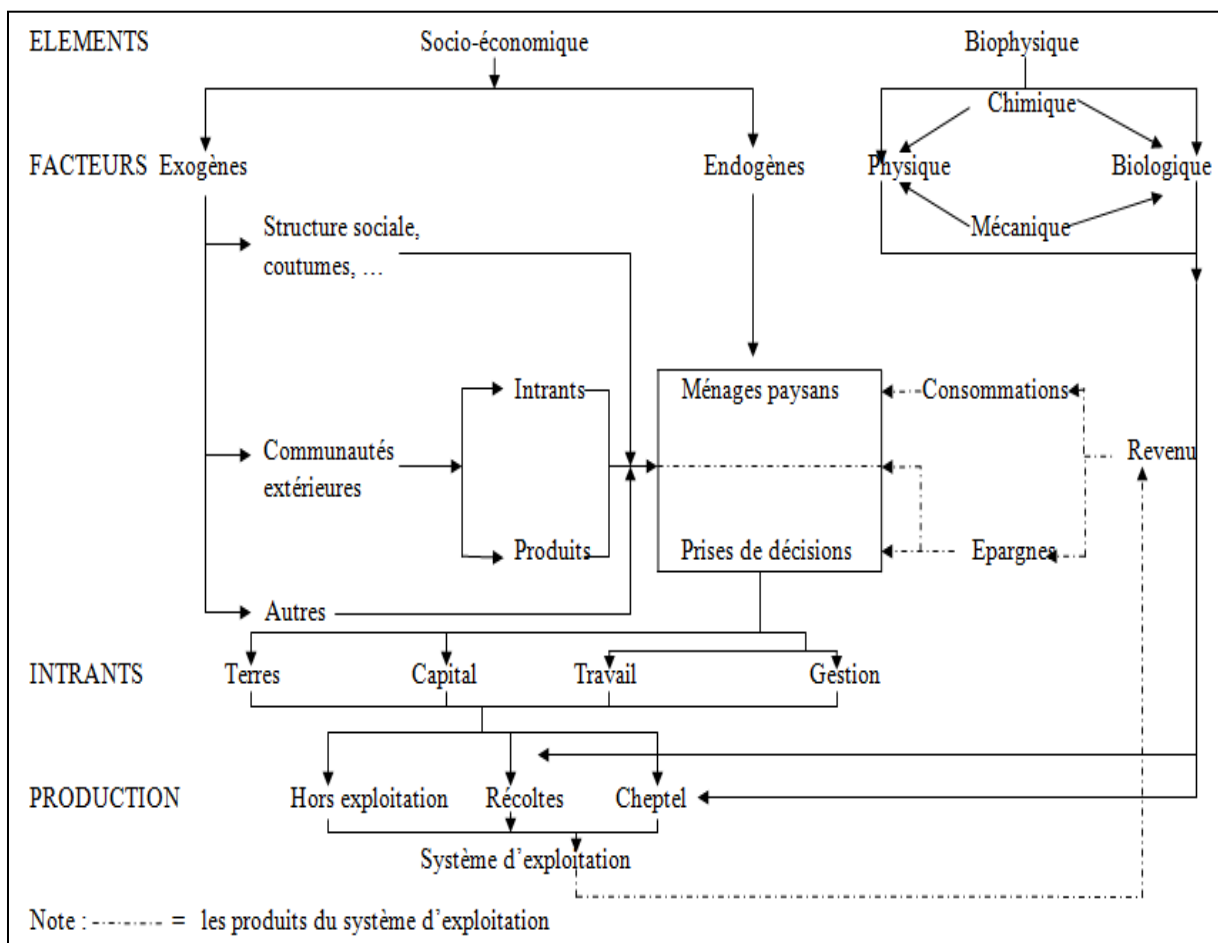 ELEMENTS Socio-économique Biophysique
Chimique
FACTEURS Exogènes Endogènes Physique Biologique
Structure sociale,
coutumes, …
Mécanique
Intrants Ménages paysans Consommations
Communautés
extérieures
Revenu
Produits Prises de décisions Epargnes
Autres
INTRANTS Terres Capital Travail Gestion
PRODUCTION Hors exploitation Récoltes Cheptel
Système d’exploitation
Note : = les produits du système d’exploitation